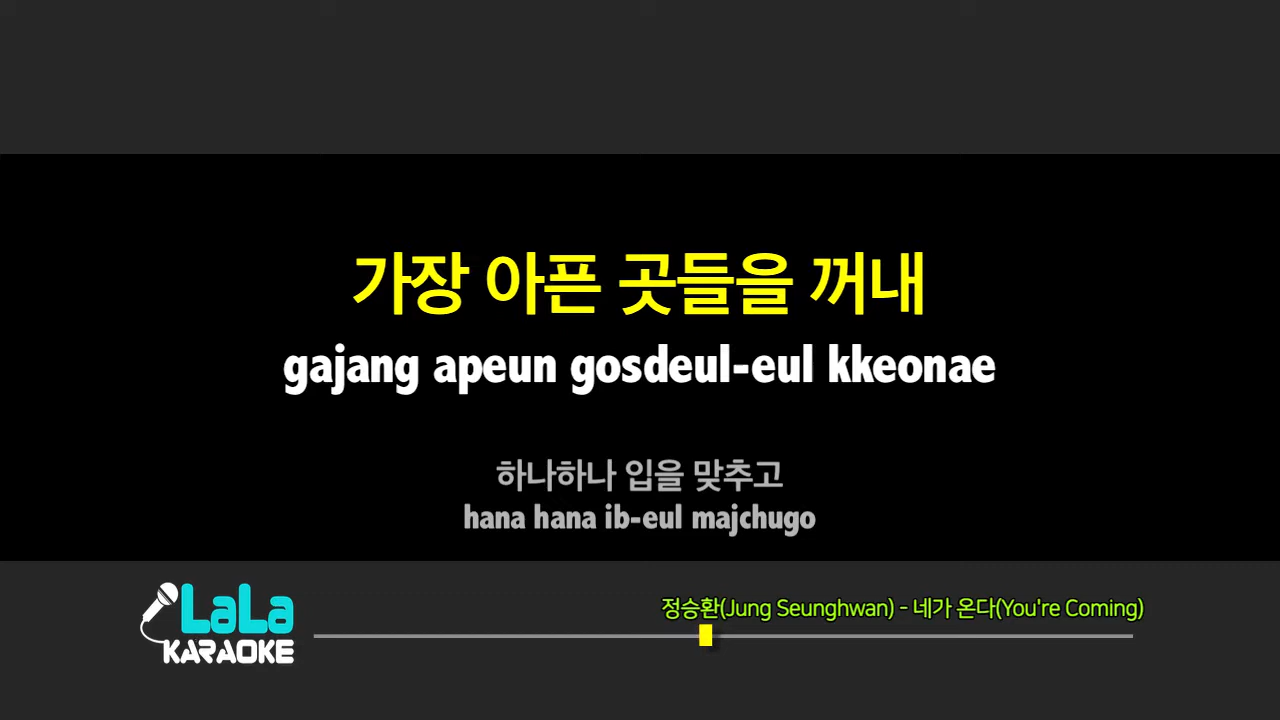 가장 아픈 곳들을 꺼내
gajang apeun gosdeul-eul kkeonae
하나하나 입을 맞추고
hana hana ib-eul majchugo
정승환(Jung Seunghwan) - 네가 온다(You're Coming)
LaLa
KARAOKE